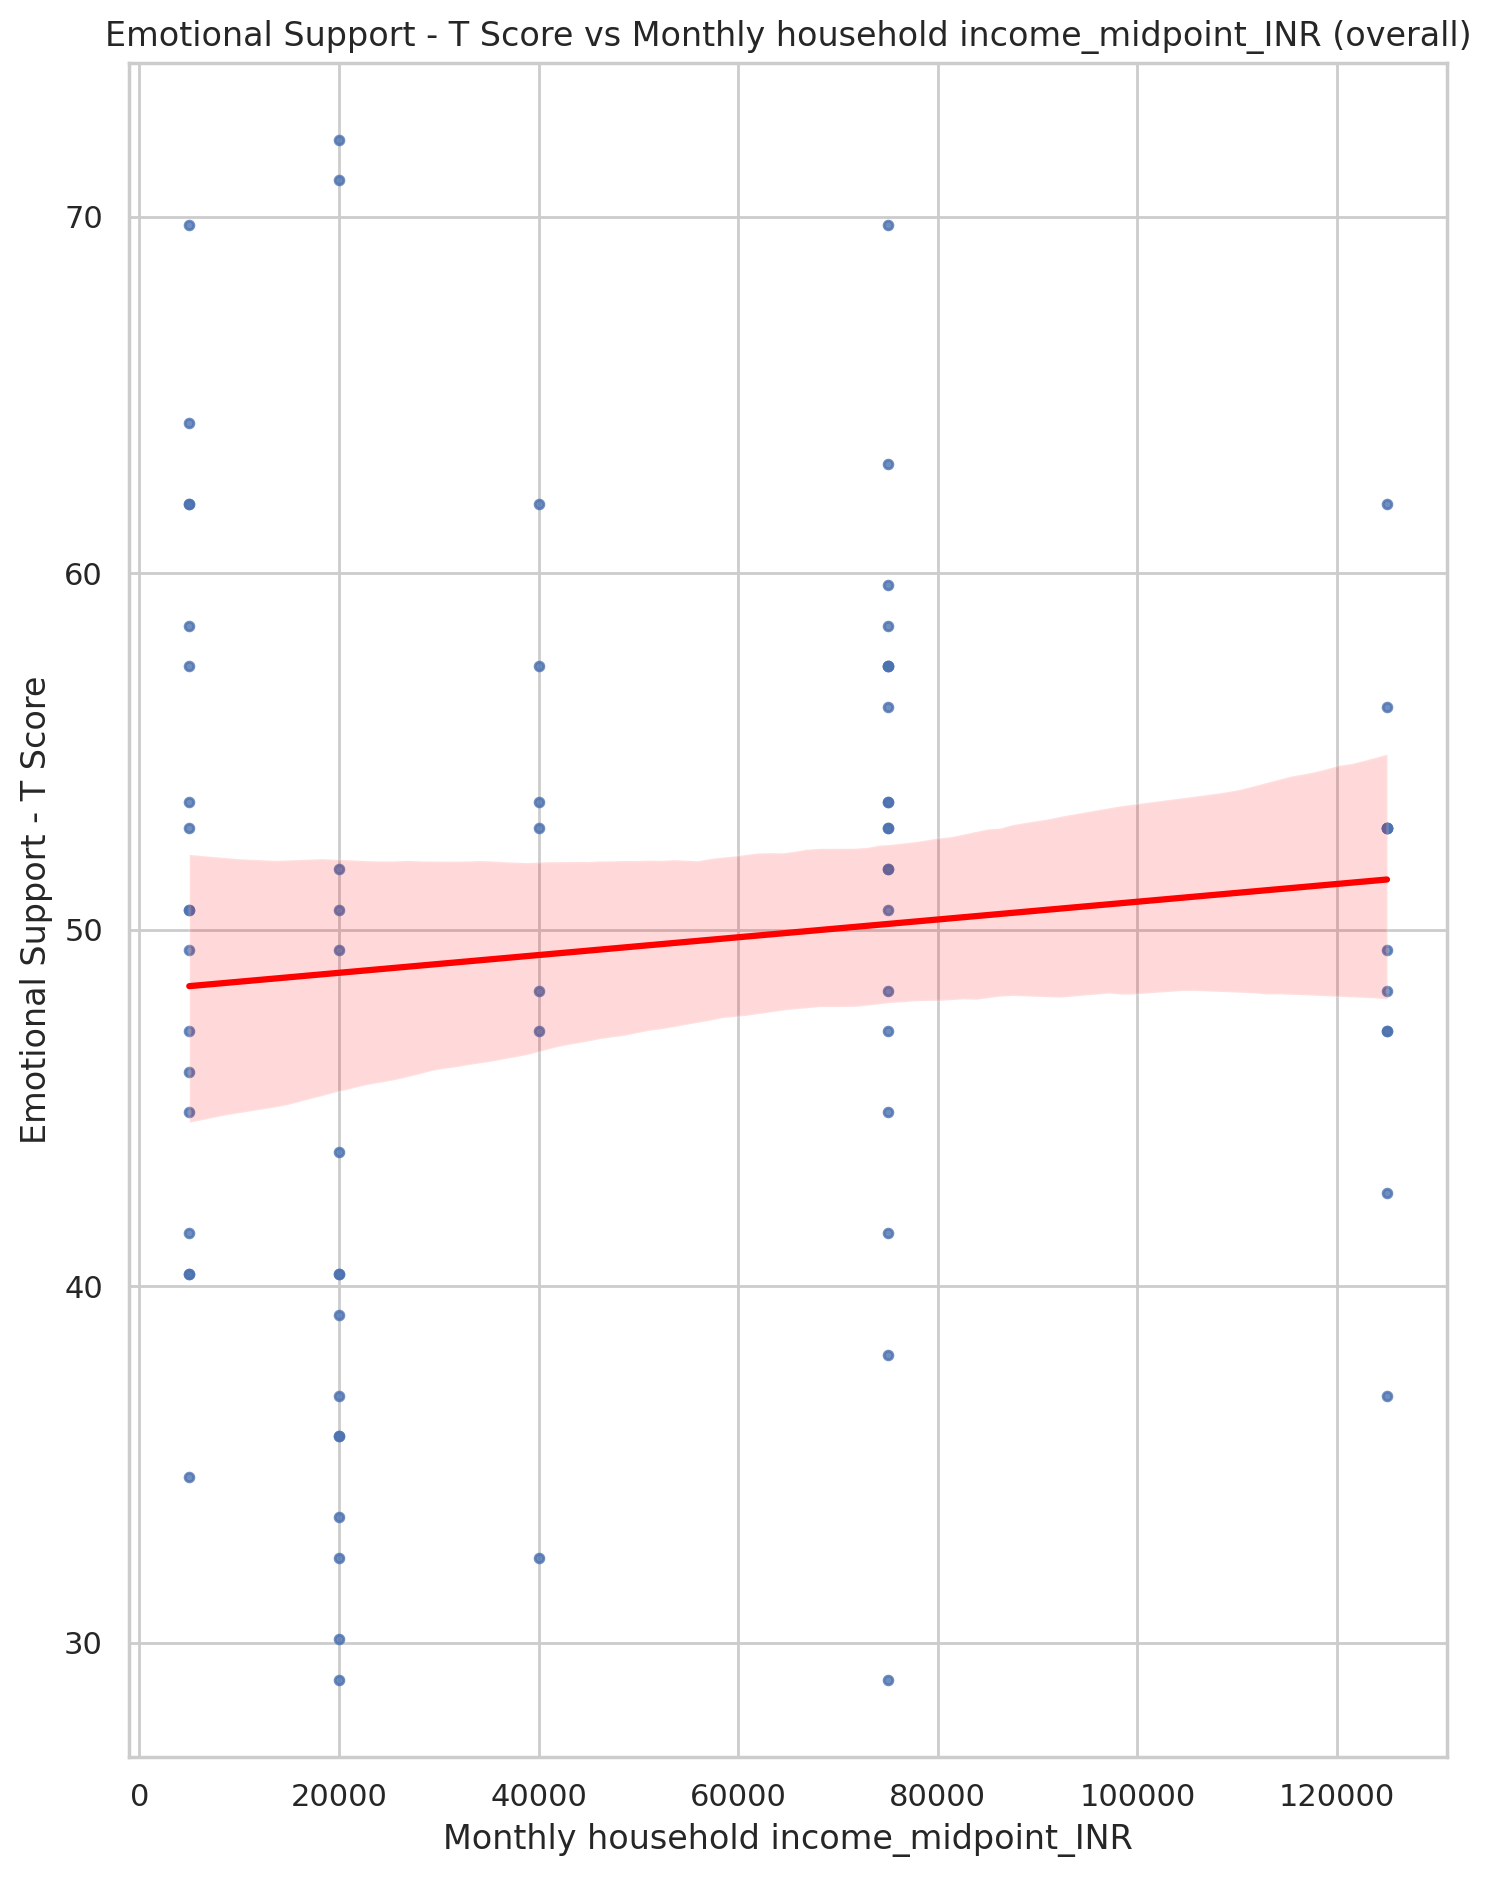 Emotional Support - T Score vs Monthly household income_midpoint_INR (overall)
Emotional Support - T Score
70
60
50
40
30
0 20000 40000 60000 80000 100000 120000
Monthly household income_midpoint_INR